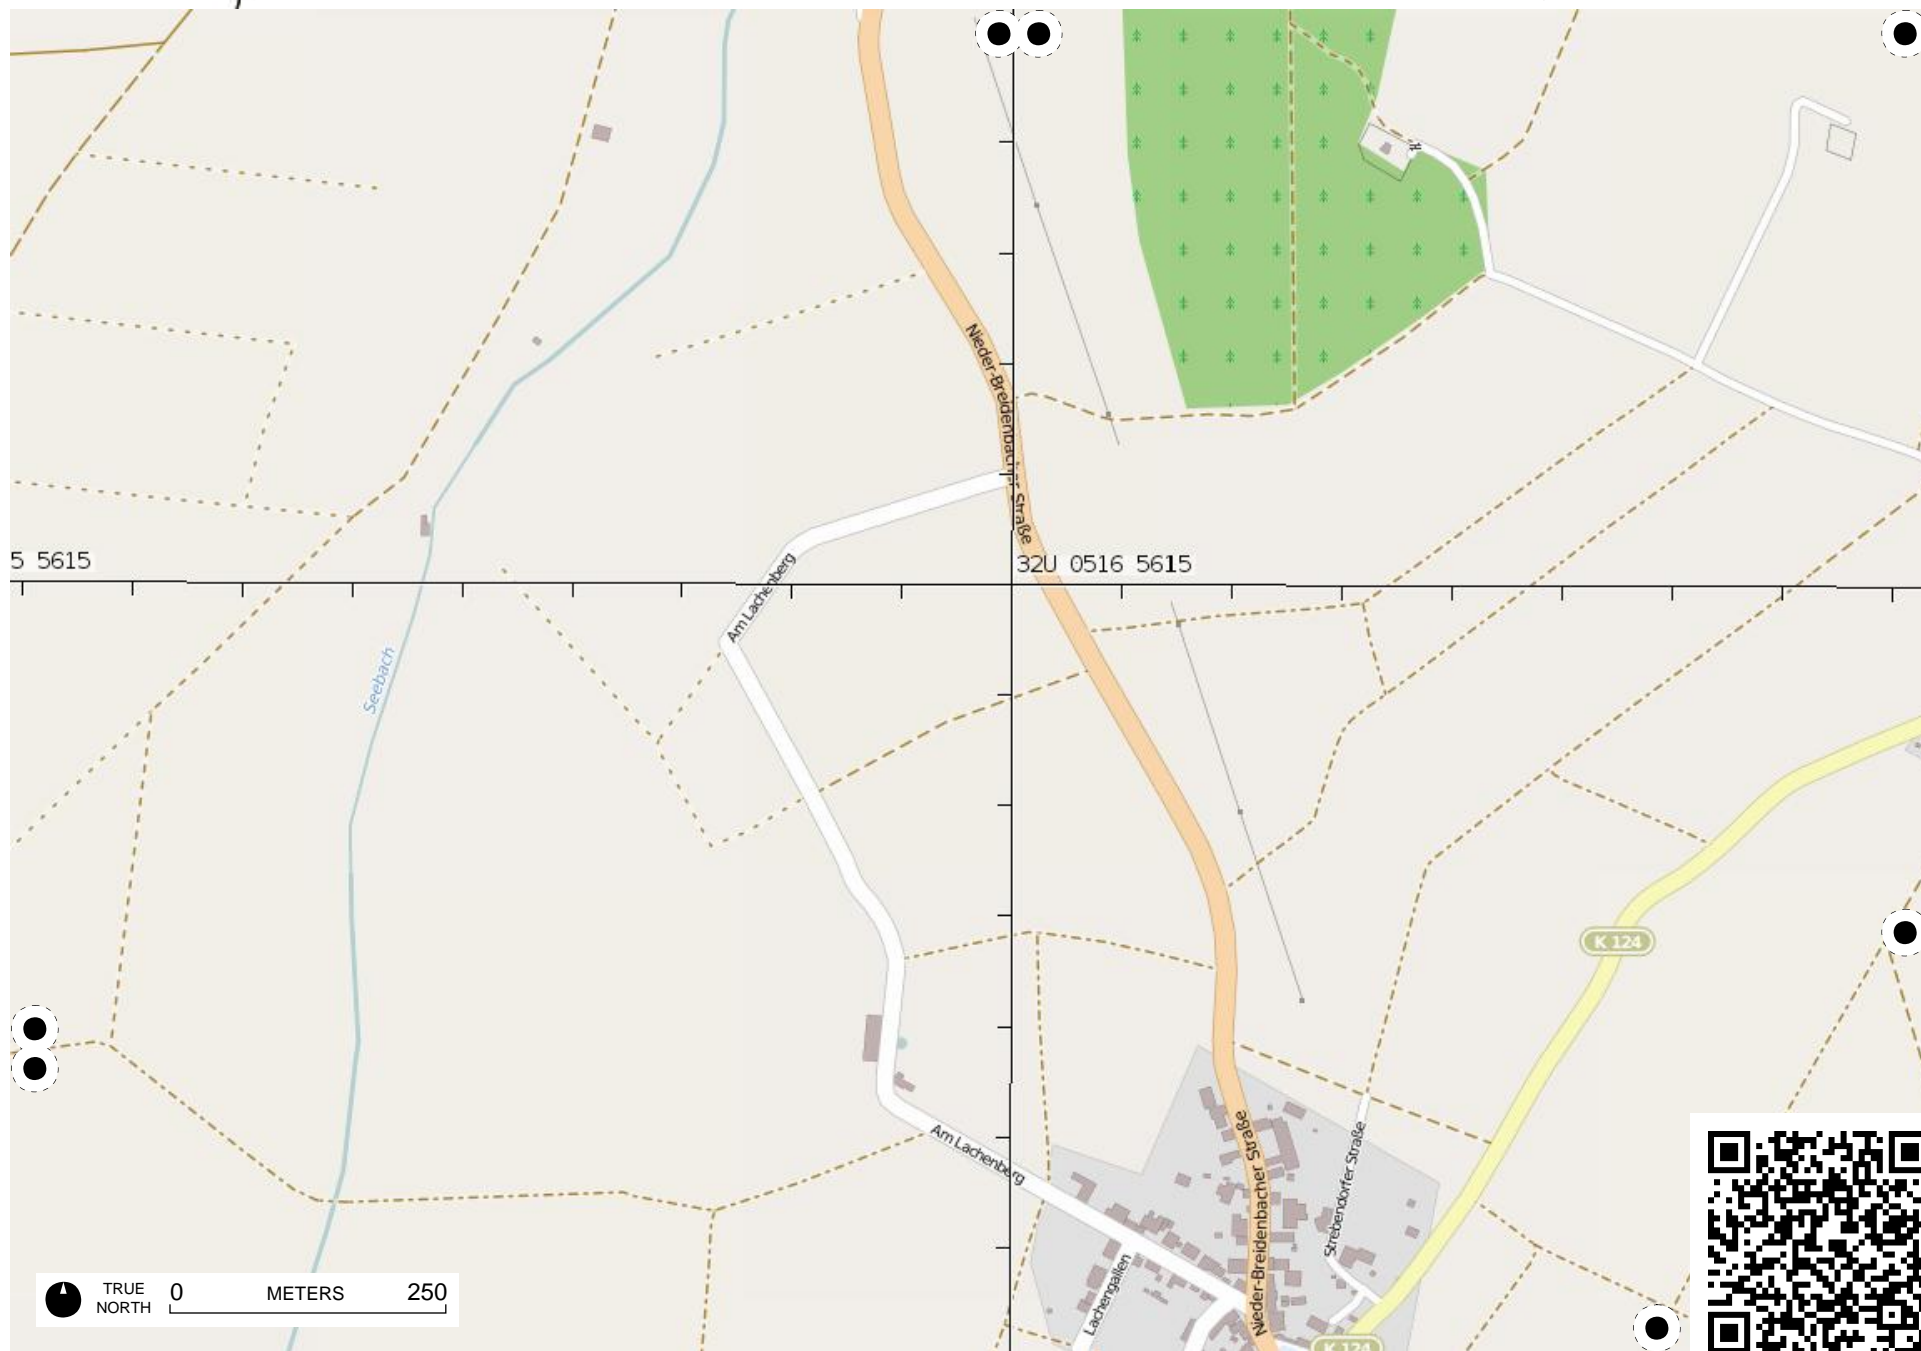 Nieder-Breidenbacher Straße
5 5615
32U 0516 5615
Am Lachenberg
Seebach
K 124
Am Lachenberg
Nieder-Breidenbacher Straße
Strebendorfer Straße
Lachengallen
TRUE
NORTH
0 METERS 250
K 124